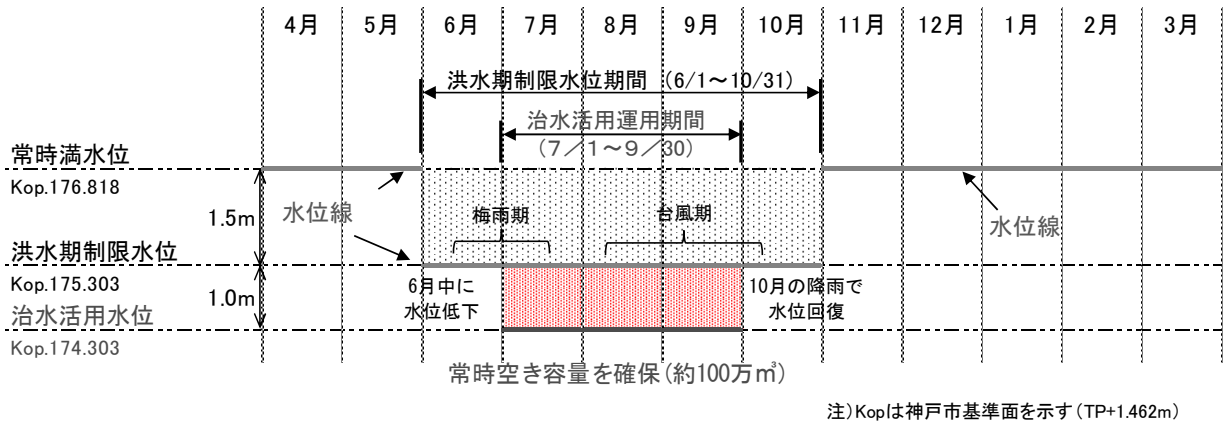 4月 5月 6月 7月 8月 9月 10月 11月 12月 1月 2月 3月
洪水期制限水位期間 (6/1～10/31)
治水活用運用期間
(7／1～9／30)
常時満水位
Kop.176.818
1.5m
水位線
梅雨期
台風期
水位線
洪水期制限水位
Kop.175.303
1.0m
6月中に
水位低下
10月の降雨で
水位回復
治水活用水位
Kop.174.303
常時空き容量を確保(約100万㎥)
注)Kopは神戸市基準面を示す(TP+1.462m)